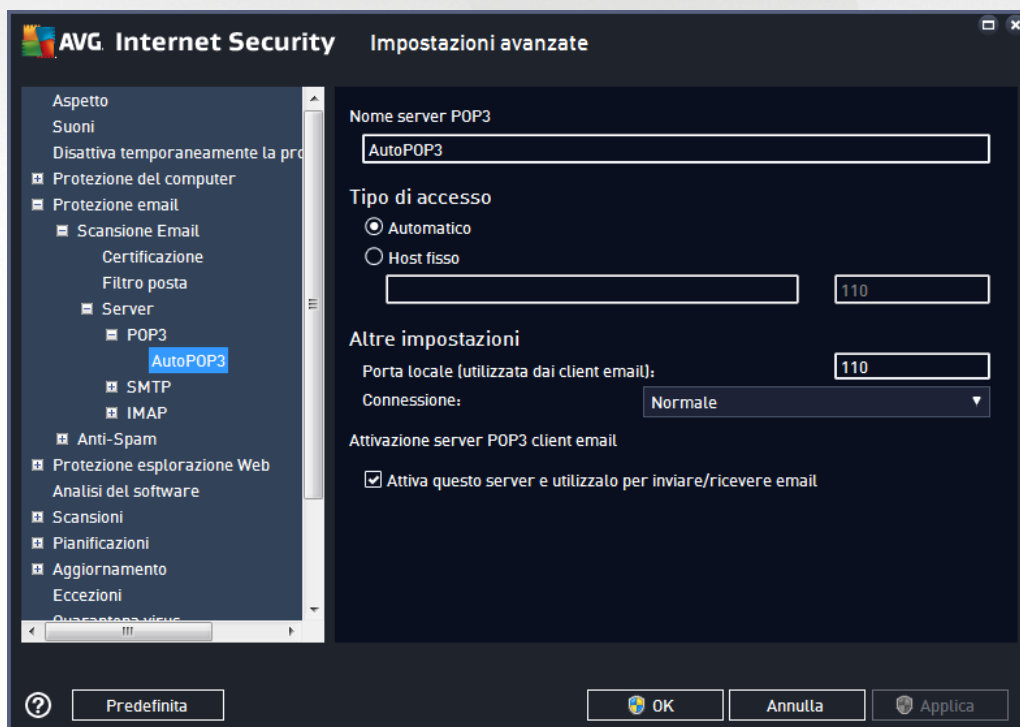 AVG. Internet Security
Impostazioni avanzate
Aspetto
Suoni
Disattiva temporaneamente la pro
Protezione del computer
Protezione email
Scansione Email
Certificazione
Filtro posta
Server
POP3
AutoPOP3
SMTP
IMAP
Anti-Spam
Protezione esplorazione Web
Analisi del software
Scansioni
Pianificazioni
Aggiornamento
Eccezioni
Quarantena virus
Nome server POP3
AutoPOP3
Tipo di accesso
Automatico
Host fisso
110
Altre impostazioni
Porta locale (utilizzata dai client email):
110
Connessione:
Normale
Attivazione server POP3 client email
Attiva questo server e utilizzalo per inviare/ricevere email
Predefinita
OK
Annulla
Applica